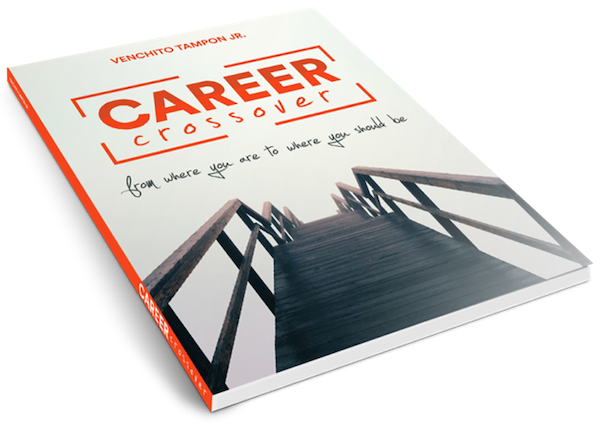 VENCHITO TAMPON JR.
CAREER
crossover
from where you are to where you should be
CAREER crossover